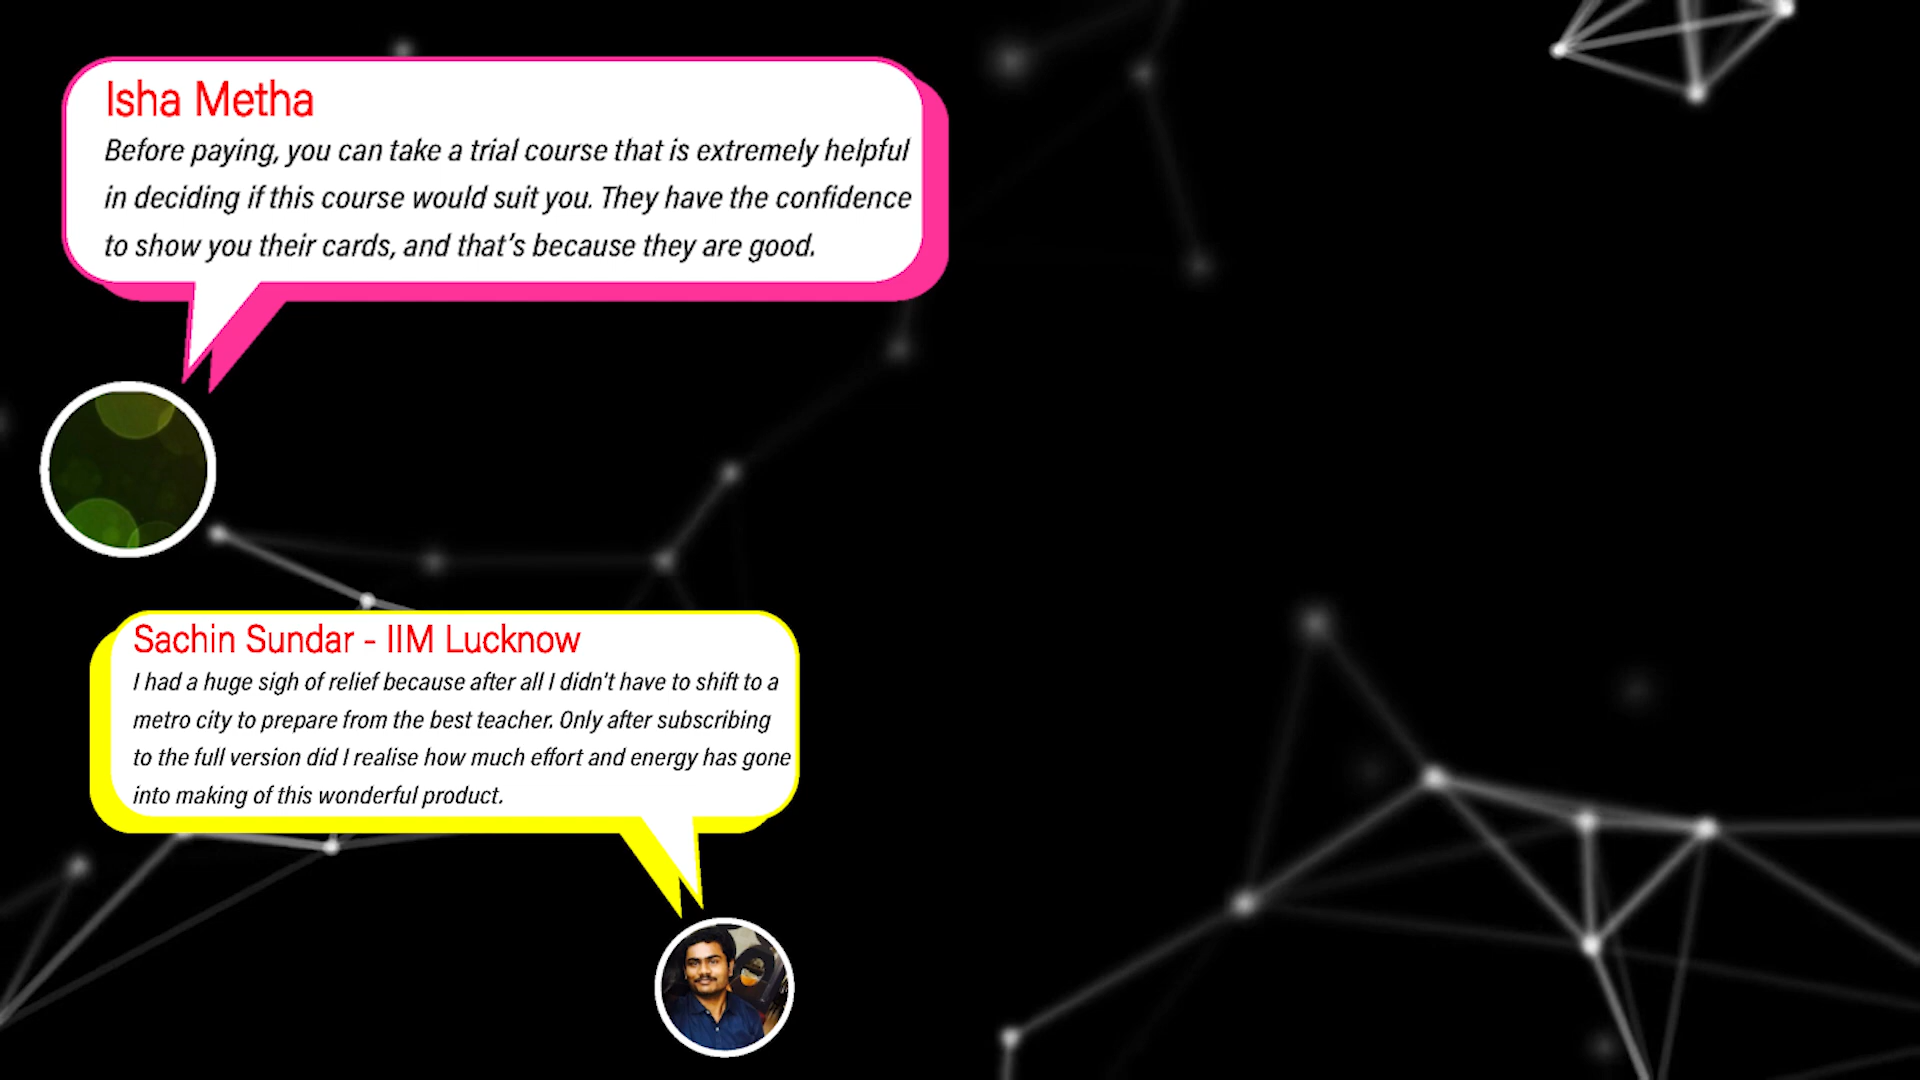 Isha Metha
Before paying, you can take a trial course that is extremely helpful
in deciding if this course would suit you. They have the confidence
to show you their cards, and that's because they are good.
Sachin Sundar - IIM Lucknow
I had a huge sigh of relief because after all I didn't have to shift to a
metro city to prepare from the best teacher. Only after subscribing
to the full version did I realise how much effort and energy has gone
into making of this wonderful product.